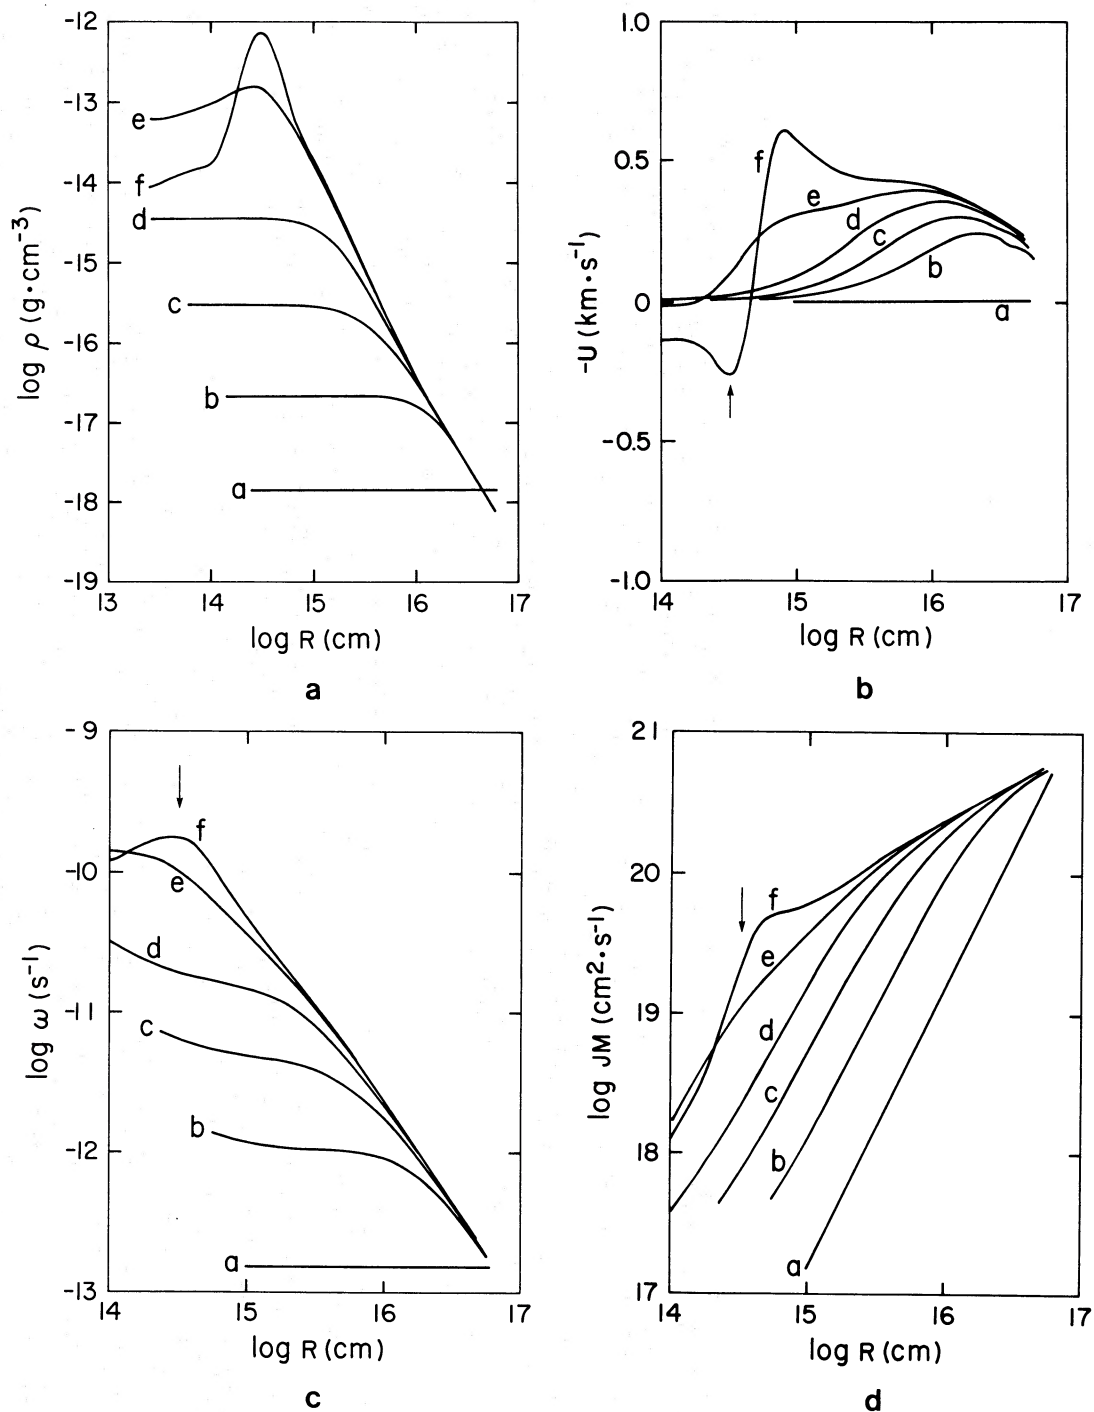 -12
-13
-14
-15
-16
-17
-18
-19
log ρ (g·cm⁻³)
e
f
d
c
b
a
13 14 15 16 17
log R (cm)
a
1.0
0.5
0
-0.5
-1.0
-U (km·s⁻¹)
f
e
d
c
b
a
14 15 16 17
log R (cm)
b
-9
-10
-11
-12
-13
log ω (s⁻¹)
f
e
d
c
b
a
14 15 16 17
log R (cm)
c
21
20
19
18
17
log JM (cm²·s⁻¹)
f
e
d
c
b
a
14 15 16 17
log R (cm)
d